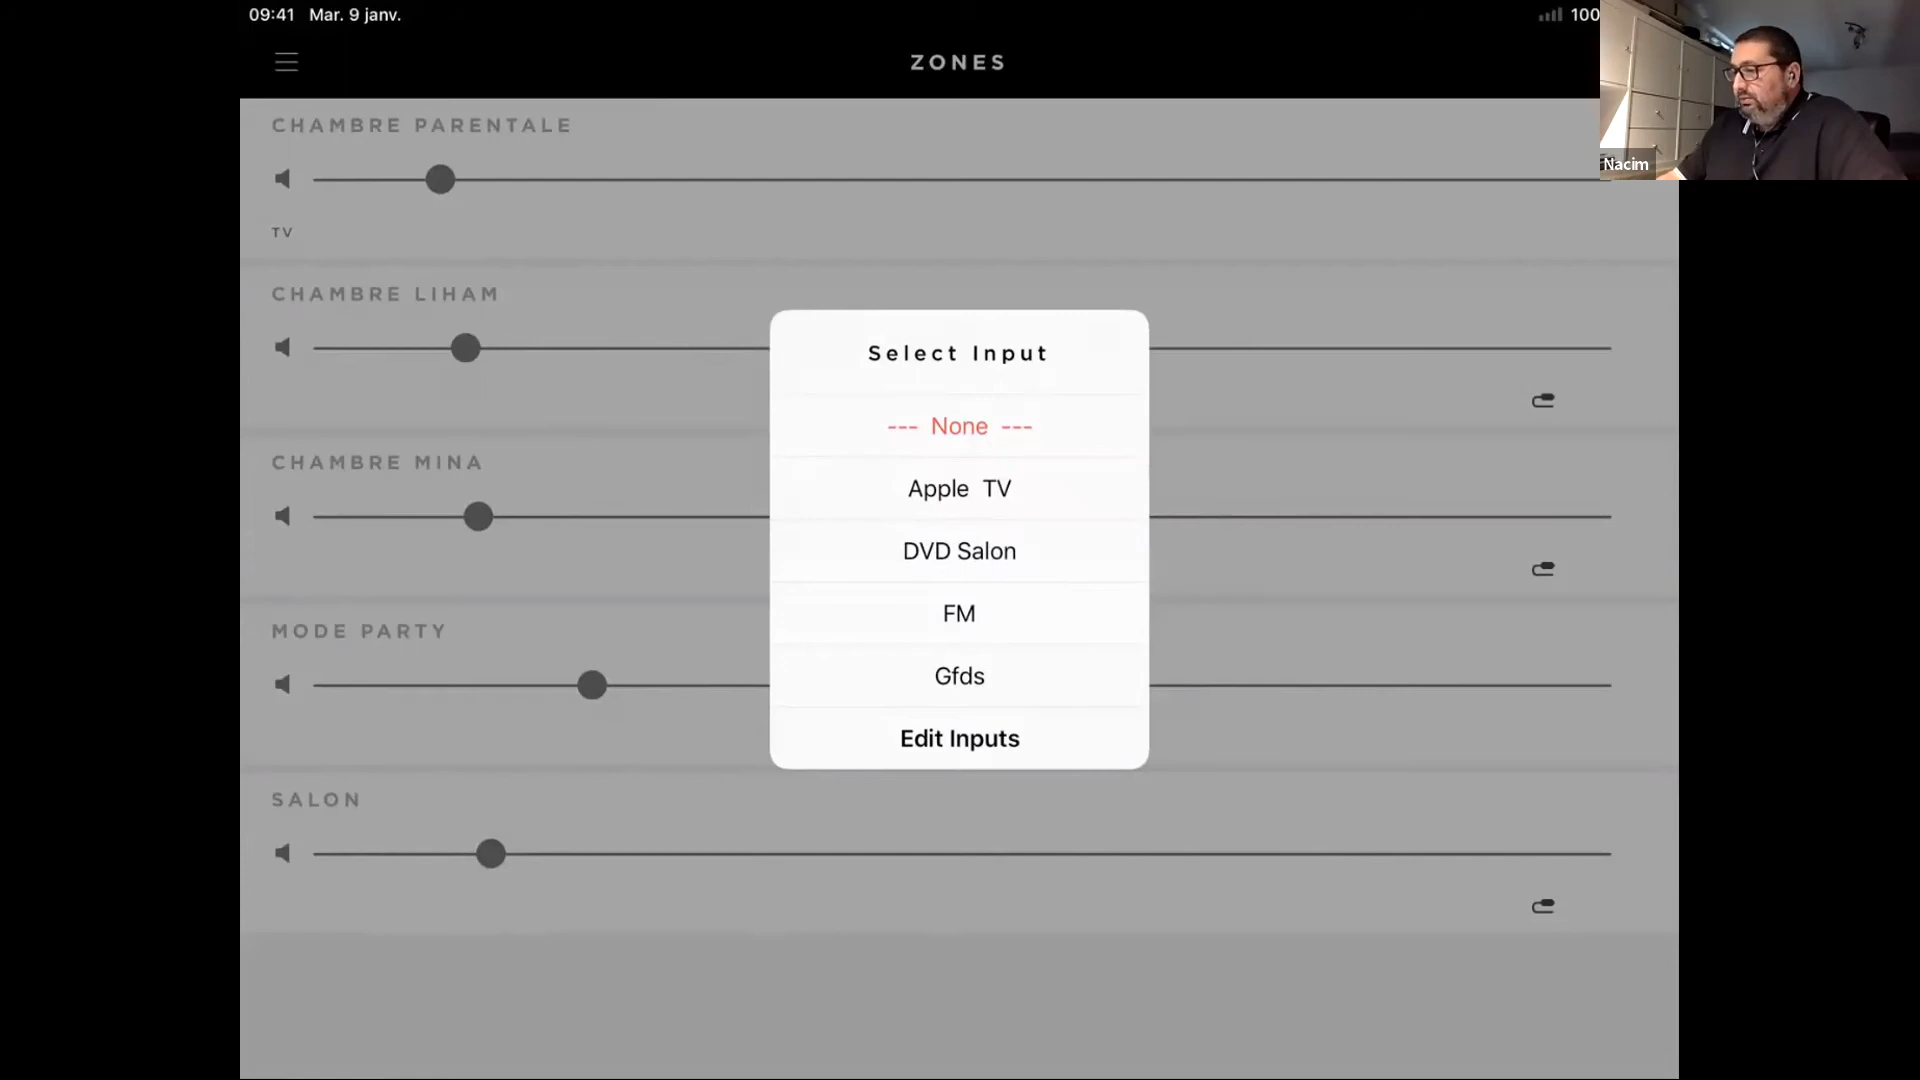 09:41 Mar. 9 janv.
100
ZONES
Nacim
CHAMBRE PARENTALE
TV
CHAMBRE LIHAM
CHAMBRE MINA
MODE PARTY
SALON
Select Input
--- None ---
Apple TV
DVD Salon
FM
Gfds
Edit Inputs